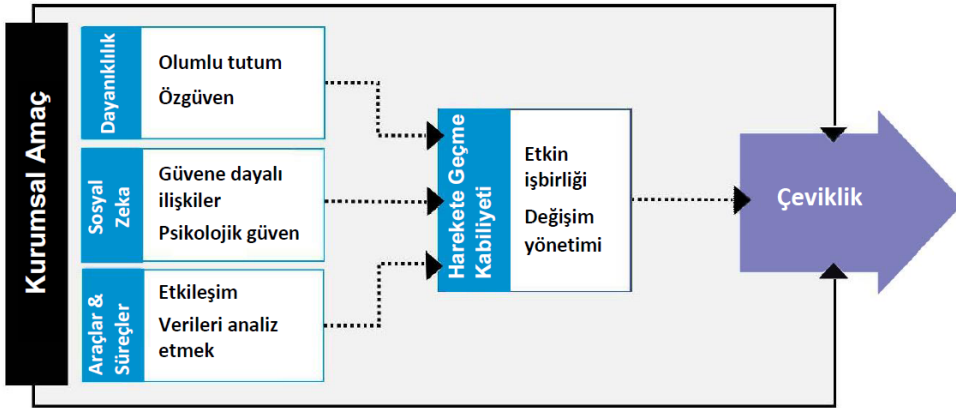 Kurumsal Amaç
Dayanıklılık
Olumlu tutum
Özgüven
Sosyal
Zeka
Güvene dayalı
ilişkiler
Psikolojik güven
Araçlar &
Süreçler
Etkileşim
Verileri analiz
etmek
Harekete Geçme
Kabiliyeti
Etkin
işbirliği
Değişim
yönetimi
Çeviklik